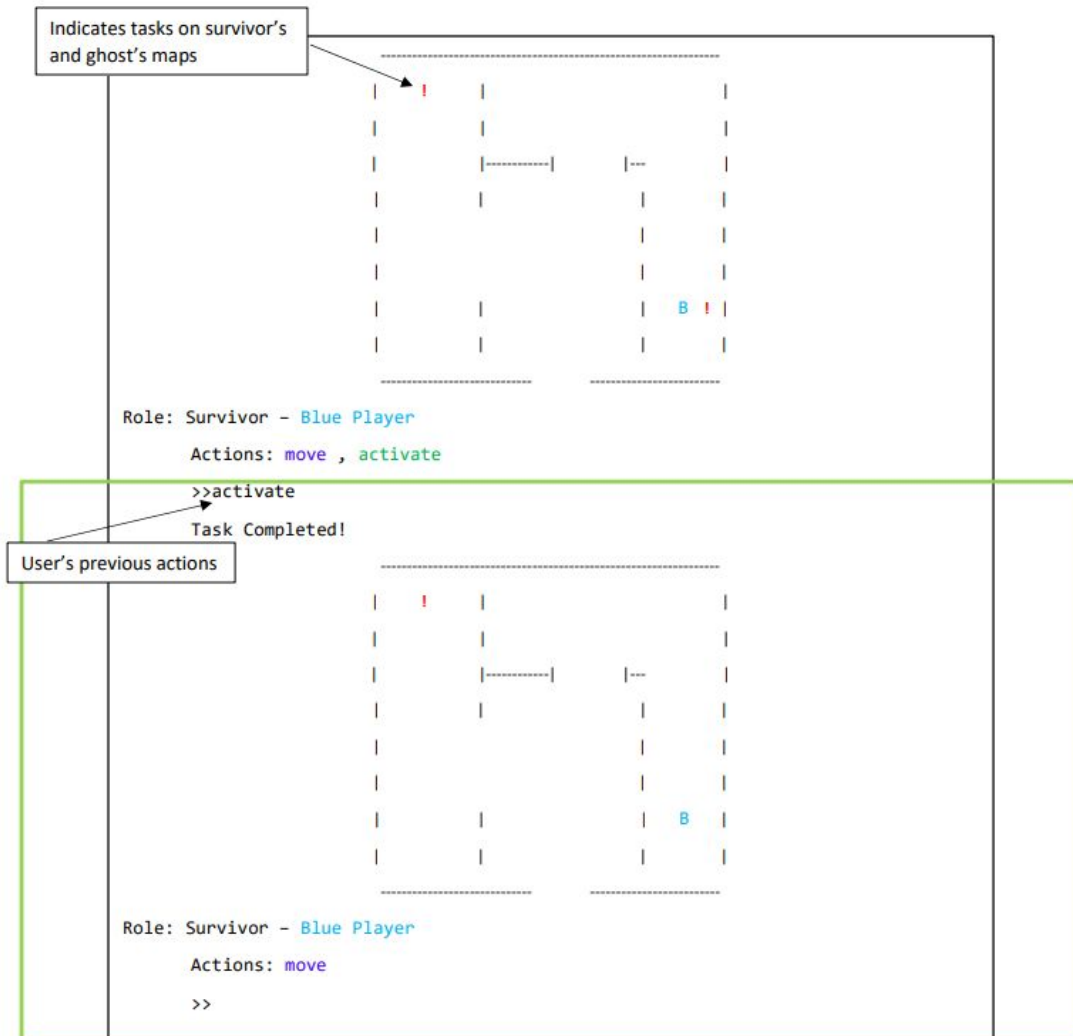 Indicates tasks on survivor's
and ghost's maps
--------------------------------------------------------
| ! | |
| | |
| |------------| |--- |
| | | |
| | |
| | |
| | | B ! |
| | | |
------------------------- ---------------------
Role: Survivor – Blue Player
Actions: move , activate
>>activate
Task Completed!
User's previous actions
--------------------------------------------------------
| ! | |
| | |
| |------------| |--- |
| | | |
| | |
| | |
| | | B |
| | | |
------------------------- ---------------------
Role: Survivor – Blue Player
Actions: move
>>